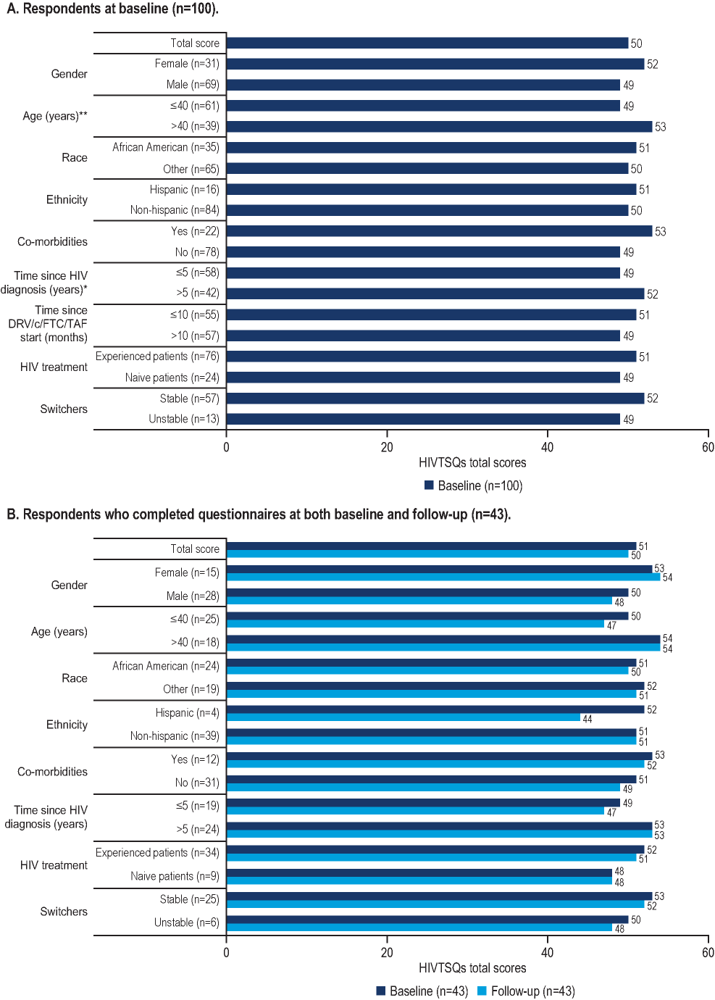 A. Respondents at baseline (n=100).
Total score 50
Gender
Female (n=31) 52
Male (n=69) 49
Age (years)**
≤40 (n=61) 49
>40 (n=39) 53
Race
African American (n=35) 51
Other (n=65) 50
Ethnicity
Hispanic (n=16) 51
Non-hispanic (n=84) 50
Co-morbidities
Yes (n=22) 53
No (n=78) 49
Time since HIV
diagnosis (years)*
≤5 (n=58) 49
>5 (n=42) 52
Time since
DRV/c/FTC/TAF
start (months)
≤10 (n=55) 51
>10 (n=57) 49
HIV treatment
Experienced patients (n=76) 51
Naive patients (n=24) 49
Switchers
Stable (n=57) 52
Unstable (n=13) 49
0 20 40 60
HIVTSQs total scores
Baseline (n=100)
B. Respondents who completed questionnaires at both baseline and follow-up (n=43).
Total score 51 50
Gender
Female (n=15) 53 54
Male (n=28) 50 48
Age (years)
≤40 (n=25) 50 47
>40 (n=18) 54 54
Race
African American (n=24) 51 50
Other (n=19) 52 51
Ethnicity
Hispanic (n=4) 52 44
Non-hispanic (n=39) 51 51
Co-morbidities
Yes (n=12) 53 52
No (n=31) 51 49
Time since HIV
diagnosis (years)
≤5 (n=19) 49 47
>5 (n=24) 53 53
HIV treatment
Experienced patients (n=34) 52 51
Naive patients (n=9) 48 48
Switchers
Stable (n=25) 53 52
Unstable (n=6) 50 48
0 20 40 60
HIVTSQs total scores
Baseline (n=43) Follow-up (n=43)